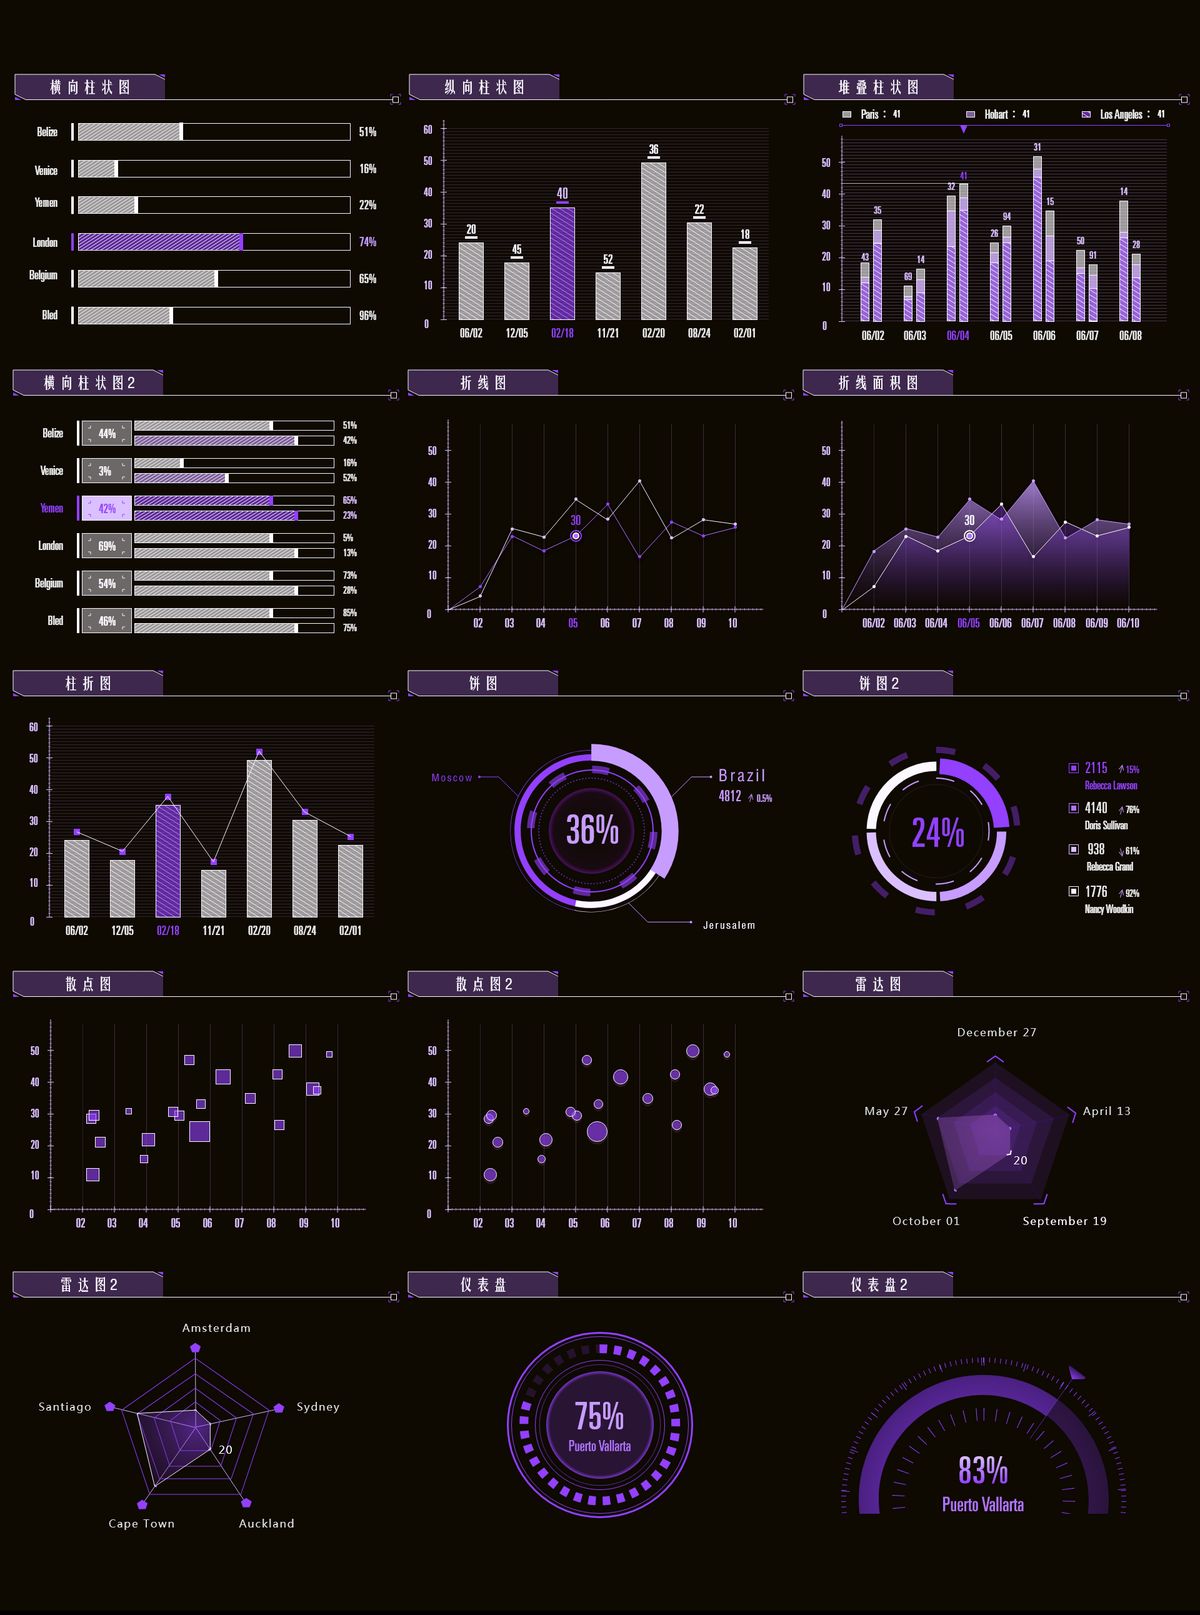 横向柱状图
Belize 51%
Venice 16%
Yemen 22%
London 74%
Belgium 65%
Bled 96%
纵向柱状图
60
50
40
30
20
10
0
20 45 40 52 36 22 18
06/02 12/05 02/18 11/21 02/20 08/24 02/01
堆叠柱状图
Paris： 41 Hobart： 41 Los Angeles： 41
50
40
30
20
10
0
43 35 69 14 32 41 26 94 31 15 50 91 14 28
06/02 06/03 06/04 06/05 06/06 06/07 06/08
横向柱状图2
Belize 44% 51%
42%
Venice 3% 16%
52%
Yemen 42% 65%
23%
London 69% 5%
13%
Belgium 54% 73%
28%
Bled 46% 85%
75%
折线图
50
40
30
20
10
0
30
02 03 04 05 06 07 08 09 10
折线面积图
50
40
30
20
10
0
30
06/02 06/03 06/04 06/05 06/06 06/07 06/08 06/09 06/10
柱折图
60
50
40
30
20
10
0
06/02 12/05 02/18 11/21 02/20 08/24 02/01
饼图
Moscow
Brazil
4812 0.5%
36%
Jerusalem
饼图2
24%
2115 15%
Rebecca Lawson
4140 76%
Doris Sullivan
938 61%
Rebecca Grand
1776 92%
Nancy Woodkin
散点图
50
40
30
20
10
0
02 03 04 05 06 07 08 09 10
散点图2
50
40
30
20
10
0
02 03 04 05 06 07 08 09 10
雷达图
December 27
May 27
April 13
20
October 01
September 19
雷达图2
Amsterdam
Santiago
Sydney
20
Cape Town
Auckland
仪表盘
75%
Puerto Vallarta
仪表盘2
83%
Puerto Vallarta